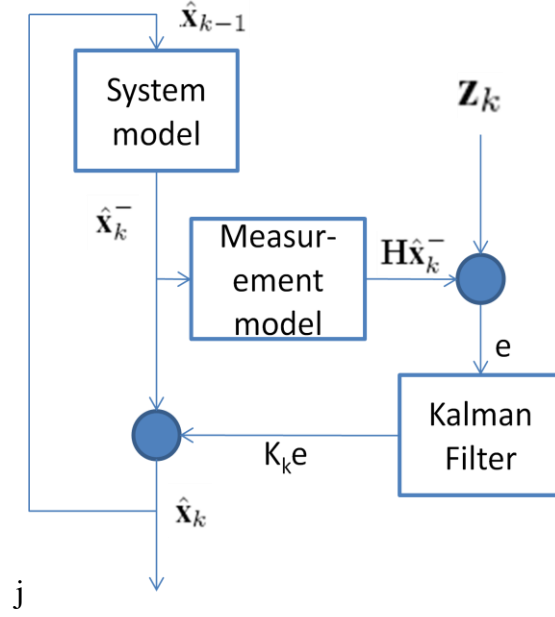 x̂ₖ₋₁
System
model
Zₖ
x̂ₖ⁻
Measur-
ement
model
Hx̂ₖ⁻
e
Kalman
Filter
Kₖe
x̂ₖ
j